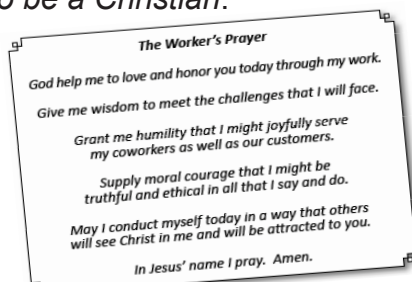 to be a Christian.
The Worker's Prayer
God help me to love and honor you today through my work.
Give me wisdom to meet the challenges that I will face.
Grant me humility that I might joyfully serve
my coworkers as well as our customers.
Supply moral courage that I might be
truthful and ethical in all that I say and do.
May I conduct myself today in a way that others
will see Christ in me and will be attracted to you.
In Jesus' name I pray.  Amen.